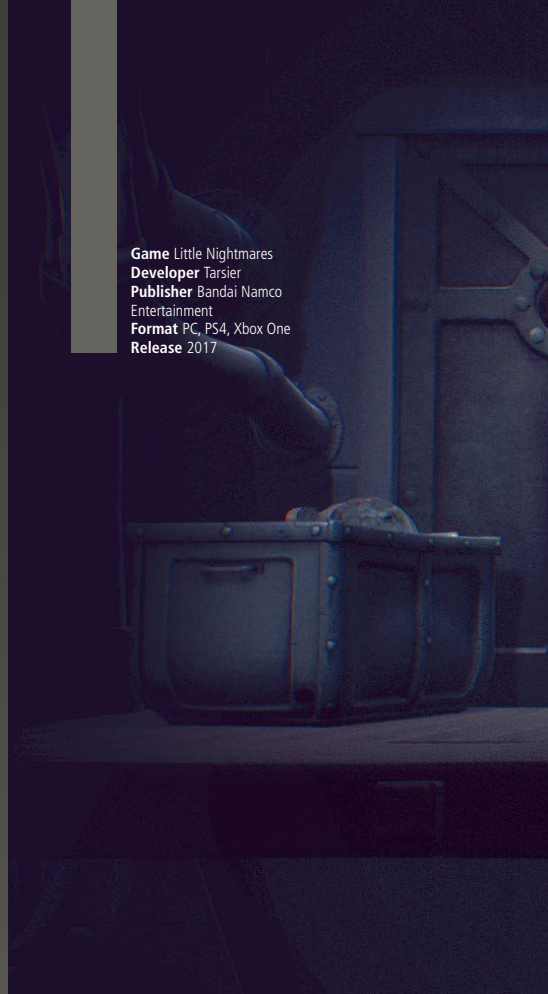 Game Little Nightmares
Developer Tarsier
Publisher Bandai Namco
Entertainment
Format PC, PS4, Xbox One
Release 2017